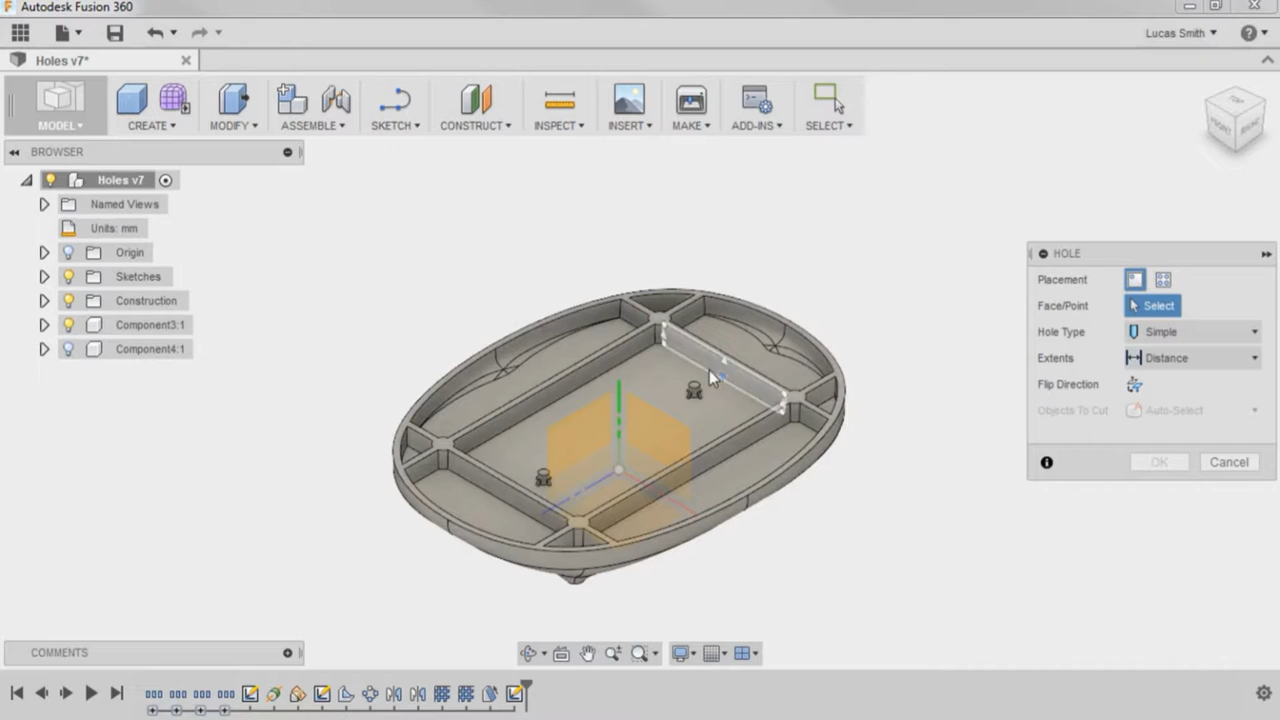 Autodesk Fusion 360
Lucas Smith
Holes v7*
MODEL
CREATE
MODIFY
ASSEMBLE
SKETCH
CONSTRUCT
INSPECT
INSERT
MAKE
ADD-INS
SELECT
TOP
FRONT
BROWSER
Holes v7
Named Views
Units: mm
Origin
Sketches
Construction
Component3:1
Component4:1
HOLE
Placement
Face/Point
Select
Hole Type
Simple
Extents
Distance
Flip Direction
Objects To Cut
Auto-Select
OK
Cancel
COMMENTS